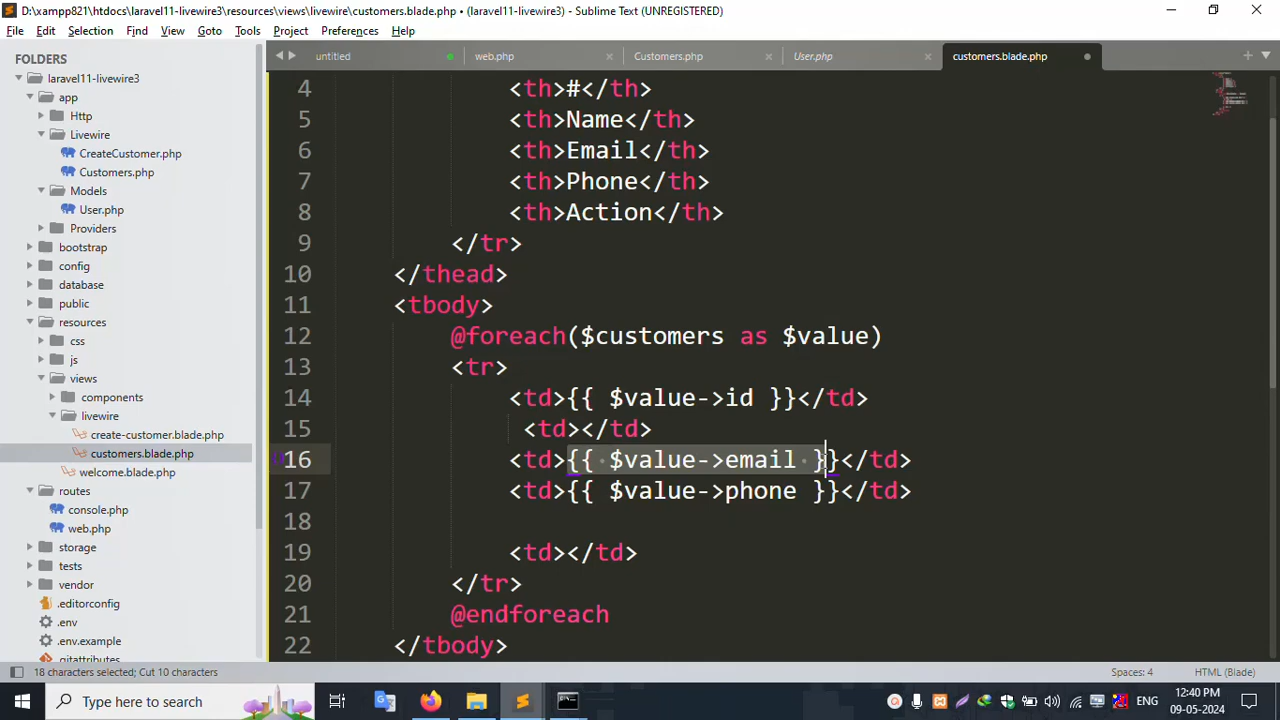 D:\xampp821\htdocs\laravel11-livewire3\resources\views\livewire\customers.blade.php • (laravel11-livewire3) - Sublime Text (UNREGISTERED)
File Edit Selection Find View Goto Tools Project Preferences Help
FOLDERS
laravel11-livewire3
app
Http
Livewire
CreateCustomer.php
Customers.php
Models
User.php
Providers
bootstrap
config
database
public
resources
css
js
views
components
livewire
create-customer.blade.php
customers.blade.php
welcome.blade.php
routes
console.php
web.php
storage
tests
vendor
.editorconfig
.env
.env.example
.gitattributes
untitled web.php Customers.php User.php customers.blade.php
4 <th>#</th>
5 <th>Name</th>
6 <th>Email</th>
7 <th>Phone</th>
8 <th>Action</th>
9 </tr>
10 </thead>
11 <tbody>
12 @foreach($customers as $value)
13 <tr>
14 <td>{{ $value->id }}</td>
15 <td></td>
16 <td>{{ $value->email }}</td>
17 <td>{{ $value->phone }}</td>
18
19 <td></td>
20 </tr>
21 @endforeach
22 </tbody>
18 characters selected; Cut 10 characters Spaces: 4 HTML (Blade)
Type here to search
ENG
12:40 PM
09-05-2024